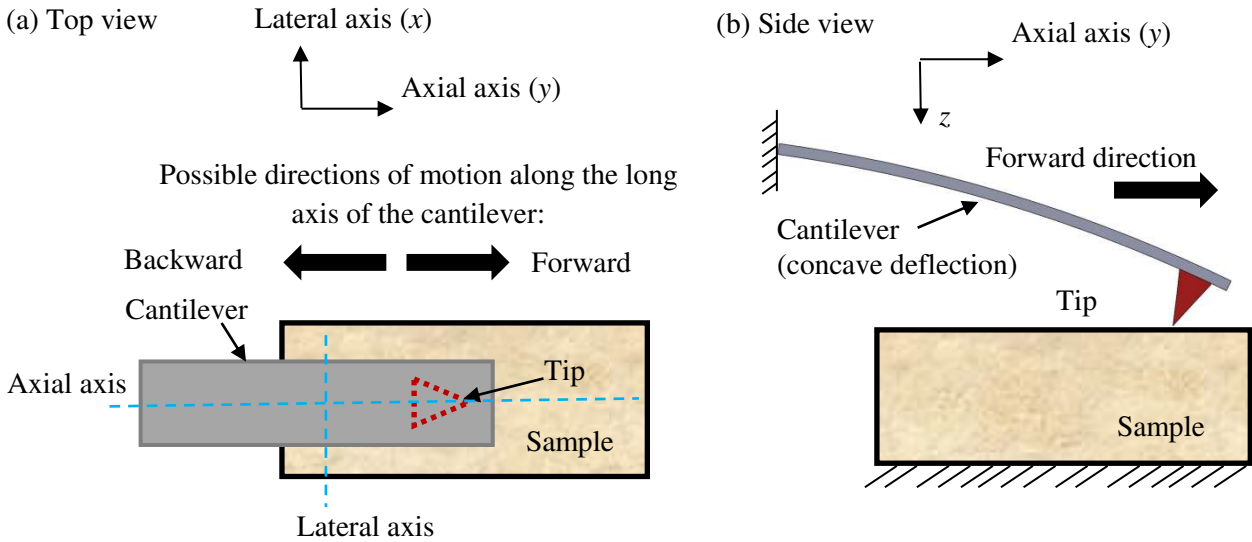 (a) Top view
Lateral axis (x)
Axial axis (y)
Possible directions of motion along the long
axis of the cantilever:
Backward
Forward
Cantilever
Axial axis
Tip
Sample
Lateral axis
(b) Side view
Axial axis (y)
z
Forward direction
Cantilever
(concave deflection)
Tip
Sample